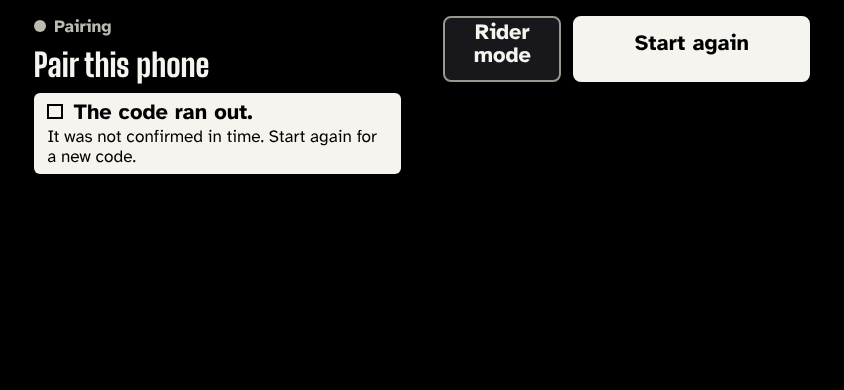 Pairing
Pair this phone
The code ran out.
It was not confirmed in time. Start again for
a new code.
Rider
mode
Start again